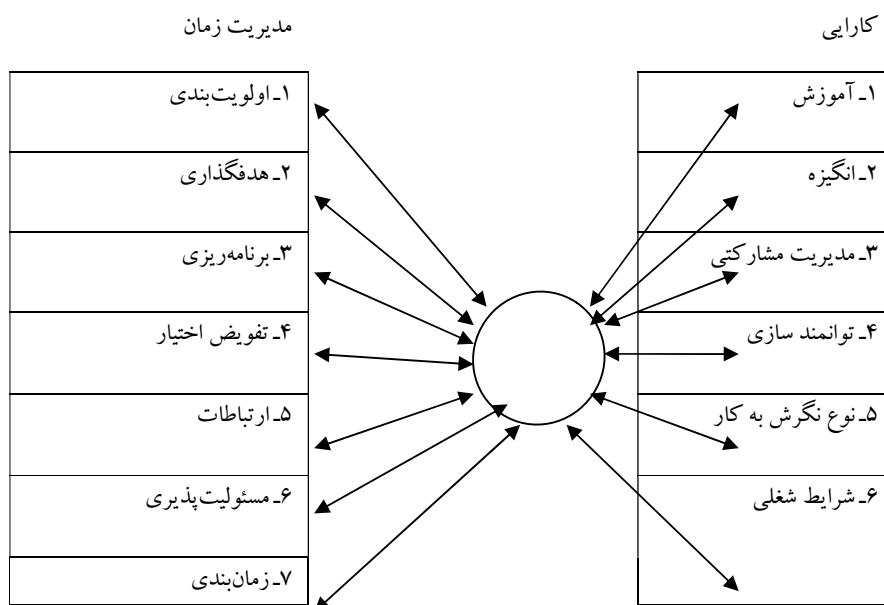 کارایی
۱ـ آموزش
۲ـ انگیزه
۳ـ مدیریت مشارکتی
۴ـ توانمند سازی
۵ـ نوع نگرش به کار
۶ـ شرایط شغلی
مدیریت زمان
۱ـ اولویت‌بندی
۲ـ هدفگذاری
۳ـ برنامه‌ریزی
۴ـ تفویض اختیار
۵ـ ارتباطات
۶ـ مسئولیت‌پذیری
۷ـ زمان‌بندی